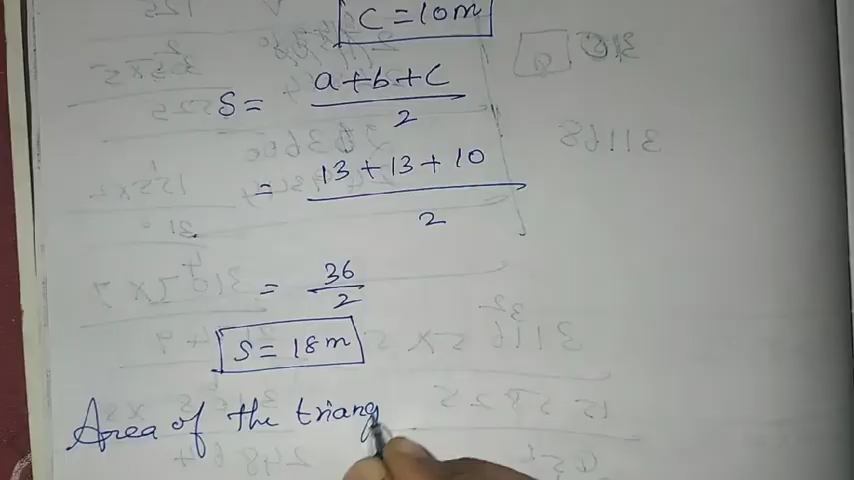 C = 10m
S = a+b+c / 2
= 13 + 13 + 10 / 2
= 36 / 2
S = 18m
Area of the triang